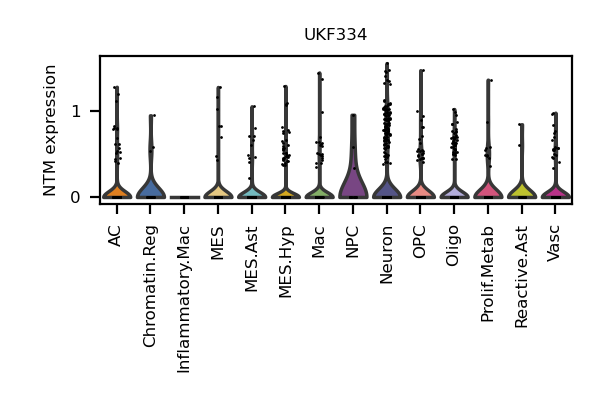 UKF334
NTM expression
1
0
AC
Chromatin.Reg
Inflammatory.Mac
MES
MES.Ast
MES.Hyp
Mac
NPC
Neuron
OPC
Oligo
Prolif.Metab
Reactive.Ast
Vasc